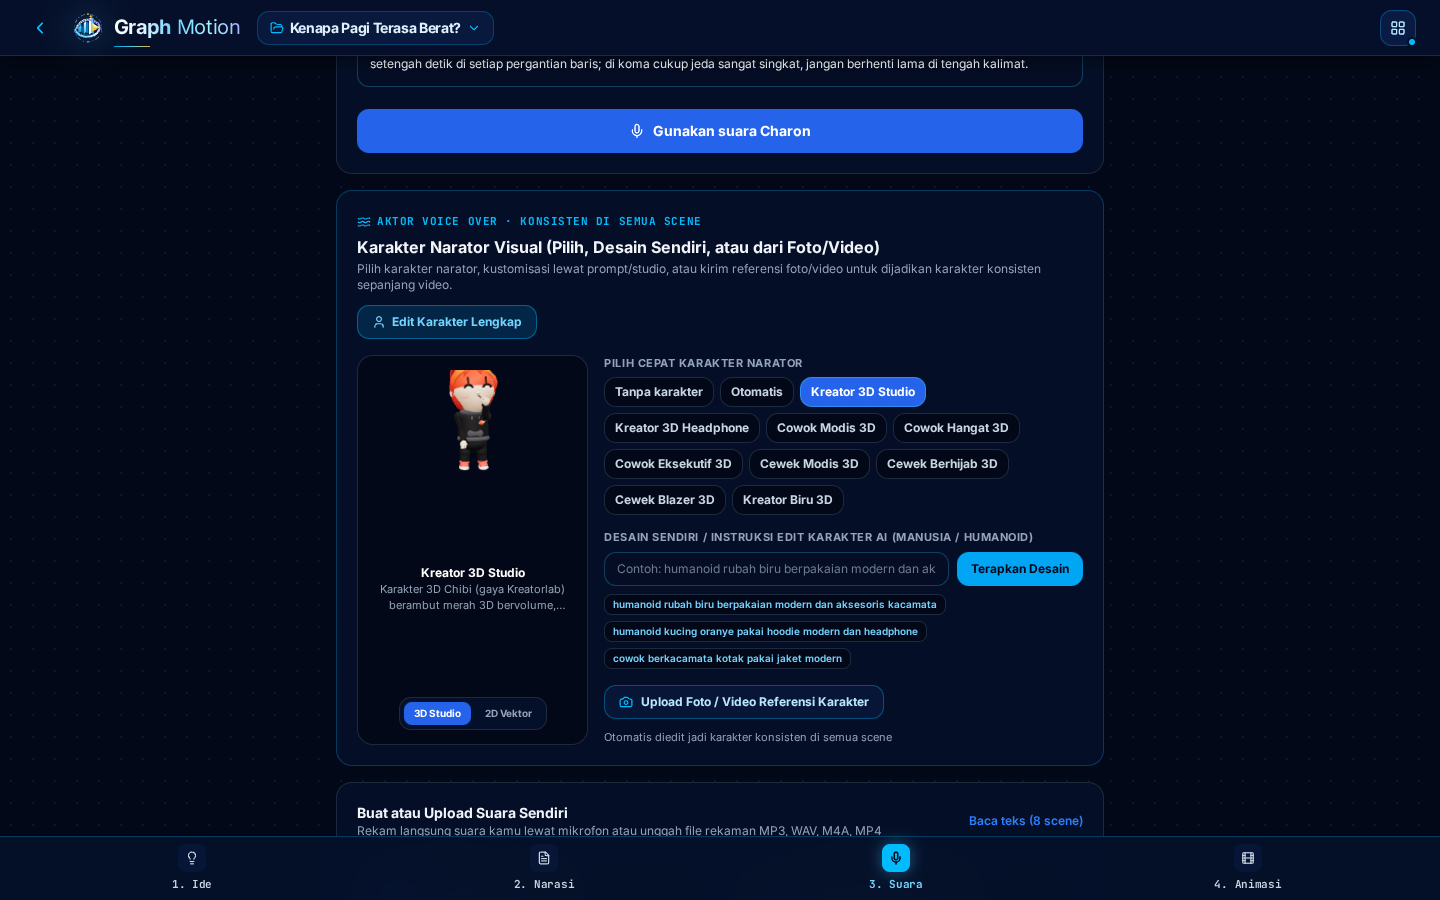 Graph Motion
Kenapa Pagi Terasa Berat?
setengah detik di setiap pergantian baris; di koma cukup jeda sangat singkat, jangan berhenti lama di tengah kalimat.
Gunakan suara Charon
AKTOR VOICE OVER · KONSISTEN DI SEMUA SCENE
Karakter Narator Visual (Pilih, Desain Sendiri, atau dari Foto/Video)
Pilih karakter narator, kustomisasi lewat prompt/studio, atau kirim referensi foto/video untuk dijadikan karakter konsisten
sepanjang video.
Edit Karakter Lengkap
Kreator 3D Studio
Karakter 3D Chibi (gaya Kreatorlab)
berambut merah 3D bervolume,...
3D Studio
2D Vektor
PILIH CEPAT KARAKTER NARATOR
Tanpa karakter
Otomatis
Kreator 3D Studio
Kreator 3D Headphone
Cowok Modis 3D
Cowok Hangat 3D
Cowok Eksekutif 3D
Cewek Modis 3D
Cewek Berhijab 3D
Cewek Blazer 3D
Kreator Biru 3D
DESAIN SENDIRI / INSTRUKSI EDIT KARAKTER AI (MANUSIA / HUMANOID)
Contoh: humanoid rubah biru berpakaian modern dan ak
Terapkan Desain
humanoid rubah biru berpakaian modern dan aksesoris kacamata
humanoid kucing oranye pakai hoodie modern dan headphone
cowok berkacamata kotak pakai jaket modern
Upload Foto / Video Referensi Karakter
Otomatis diedit jadi karakter konsisten di semua scene
Buat atau Upload Suara Sendiri
Rekam langsung suara kamu lewat mikrofon atau unggah file rekaman MP3, WAV, M4A, MP4
Baca teks (8 scene)
1. Ide
2. Narasi
3. Suara
4. Animasi